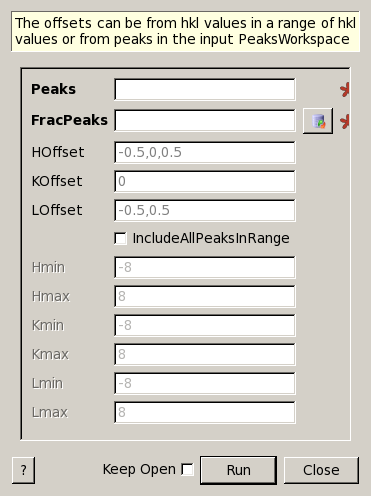 The offsets can be from hkl values in a range of hkl
values or from peaks in the input PeaksWorkspace
Peaks
FracPeaks
HOffset -0.5,0,0.5
KOffset 0
LOffset -0.5,0.5
IncludeAllPeaksInRange
Hmin -8
Hmax 8
Kmin -8
Kmax 8
Lmin -8
Lmax 8
? Keep Open Run Close